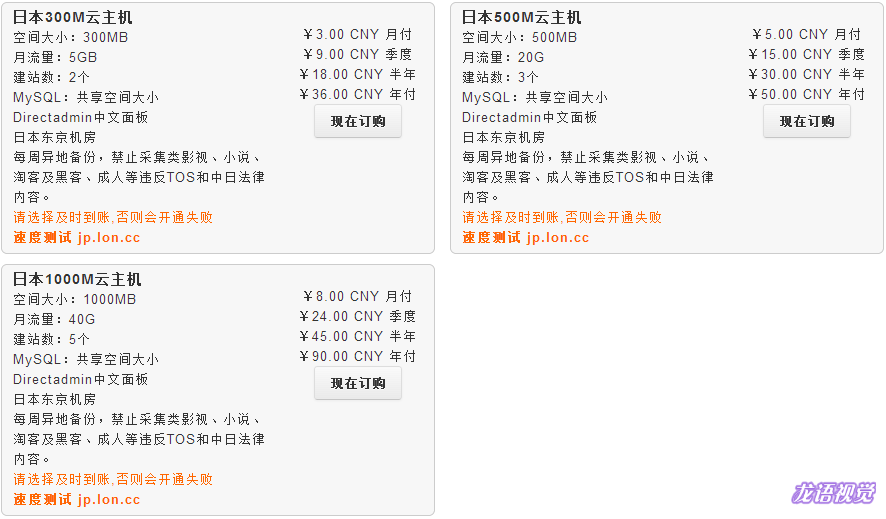 日本300M云主机
空间大小：300MB
月流量：5GB
建站数：2个
MySQL：共享空间大小
Directadmin中文面板
日本东京机房
每周异地备份，禁止采集类影视、小说、
淘客及黑客、成人等违反TOS和中日法律
内容。
请选择及时到账,否则会开通失败
速度测试 jp.lon.cc
￥3.00 CNY 月付
￥9.00 CNY 季度
￥18.00 CNY 半年
￥36.00 CNY 年付
现在订购
日本500M云主机
空间大小：500MB
月流量：20G
建站数：3个
MySQL：共享空间大小
Directadmin中文面板
日本东京机房
每周异地备份，禁止采集类影视、小说、
淘客及黑客、成人等违反TOS和中日法律
内容。
请选择及时到账,否则会开通失败
速度测试 jp.lon.cc
￥5.00 CNY 月付
￥15.00 CNY 季度
￥30.00 CNY 半年
￥50.00 CNY 年付
现在订购
日本1000M云主机
空间大小：1000MB
月流量：40G
建站数：5个
MySQL：共享空间大小
Directadmin中文面板
日本东京机房
每周异地备份，禁止采集类影视、小说、
淘客及黑客、成人等违反TOS和中日法律
内容。
请选择及时到账,否则会开通失败
速度测试 jp.lon.cc
￥8.00 CNY 月付
￥24.00 CNY 季度
￥45.00 CNY 半年
￥90.00 CNY 年付
现在订购
龙语视觉